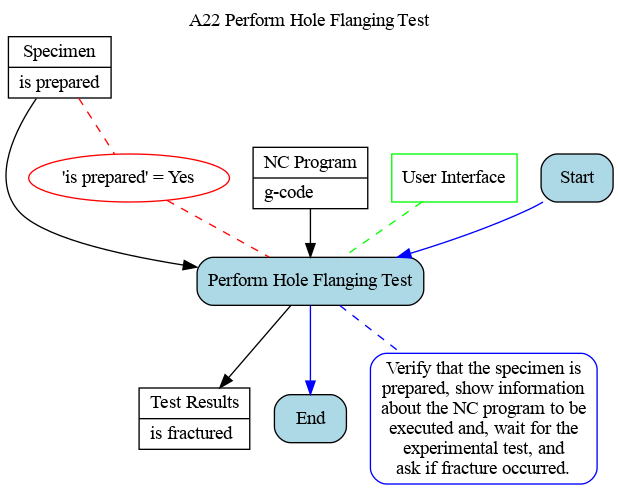 A22 Perform Hole Flanging Test
Specimen
is prepared
'is prepared' = Yes
NC Program
g-code
User Interface
Start
Perform Hole Flanging Test
Test Results
is fractured
End
Verify that the specimen is
prepared, show information
about the NC program to be
executed and, wait for the
experimental test, and
ask if fracture occurred.